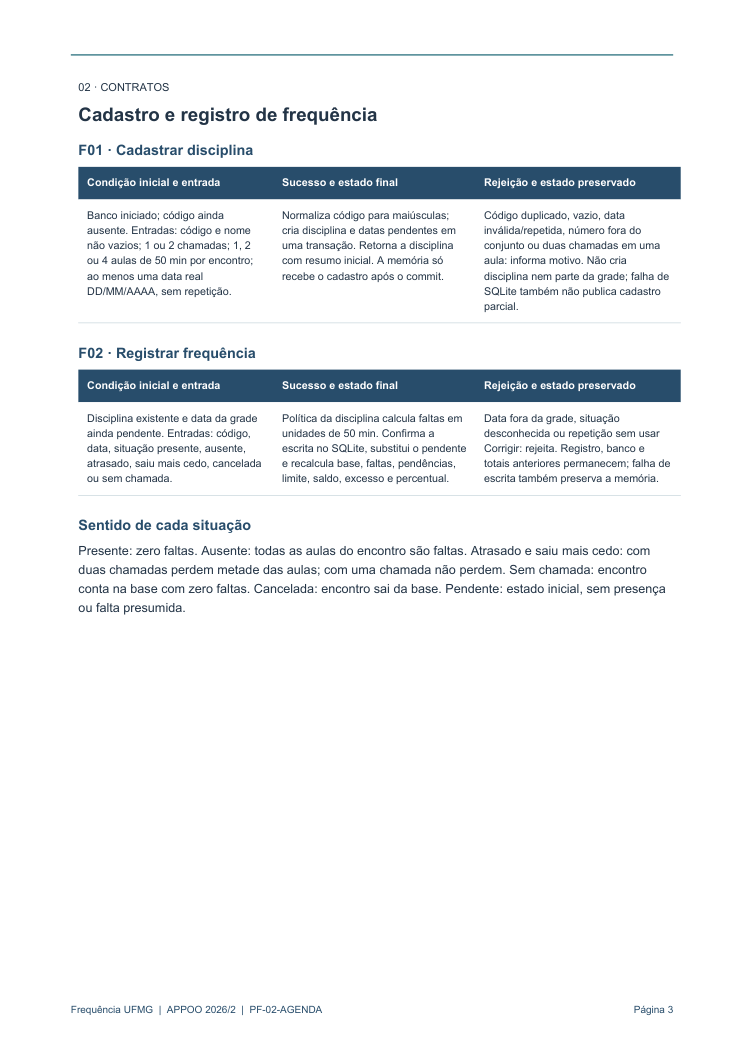 02 · CONTRATOS
Cadastro e registro de frequência
F01 · Cadastrar disciplina
Condição inicial e entrada
Banco iniciado; código ainda
ausente. Entradas: código e nome
não vazios; 1 ou 2 chamadas; 1, 2
ou 4 aulas de 50 min por encontro;
ao menos uma data real
DD/MM/AAAA, sem repetição.
Sucesso e estado final
Normaliza código para maiúsculas;
cria disciplina e datas pendentes em
uma transação. Retorna a disciplina
com resumo inicial. A memória só
recebe o cadastro após o commit.
Rejeição e estado preservado
Código duplicado, vazio, data
inválida/repetida, número fora do
conjunto ou duas chamadas em uma
aula: informa motivo. Não cria
disciplina nem parte da grade; falha de
SQLite também não publica cadastro
parcial.
F02 · Registrar frequência
Condição inicial e entrada
Disciplina existente e data da grade
ainda pendente. Entradas: código,
data, situação presente, ausente,
atrasado, saiu mais cedo, cancelada
ou sem chamada.
Sucesso e estado final
Política da disciplina calcula faltas em
unidades de 50 min. Confirma a
escrita no SQLite, substitui o pendente
e recalcula base, faltas, pendências,
limite, saldo, excesso e percentual.
Rejeição e estado preservado
Data fora da grade, situação
desconhecida ou repetição sem usar
Corrigir: rejeita. Registro, banco e
totais anteriores permanecem; falha de
escrita também preserva a memória.
Sentido de cada situação
Presente: zero faltas. Ausente: todas as aulas do encontro são faltas. Atrasado e saiu mais cedo: com
duas chamadas perdem metade das aulas; com uma chamada não perdem. Sem chamada: encontro
conta na base com zero faltas. Cancelada: encontro sai da base. Pendente: estado inicial, sem presença
ou falta presumida.
Frequência UFMG | APPOO 2026/2 | PF-02-AGENDA
Página 3